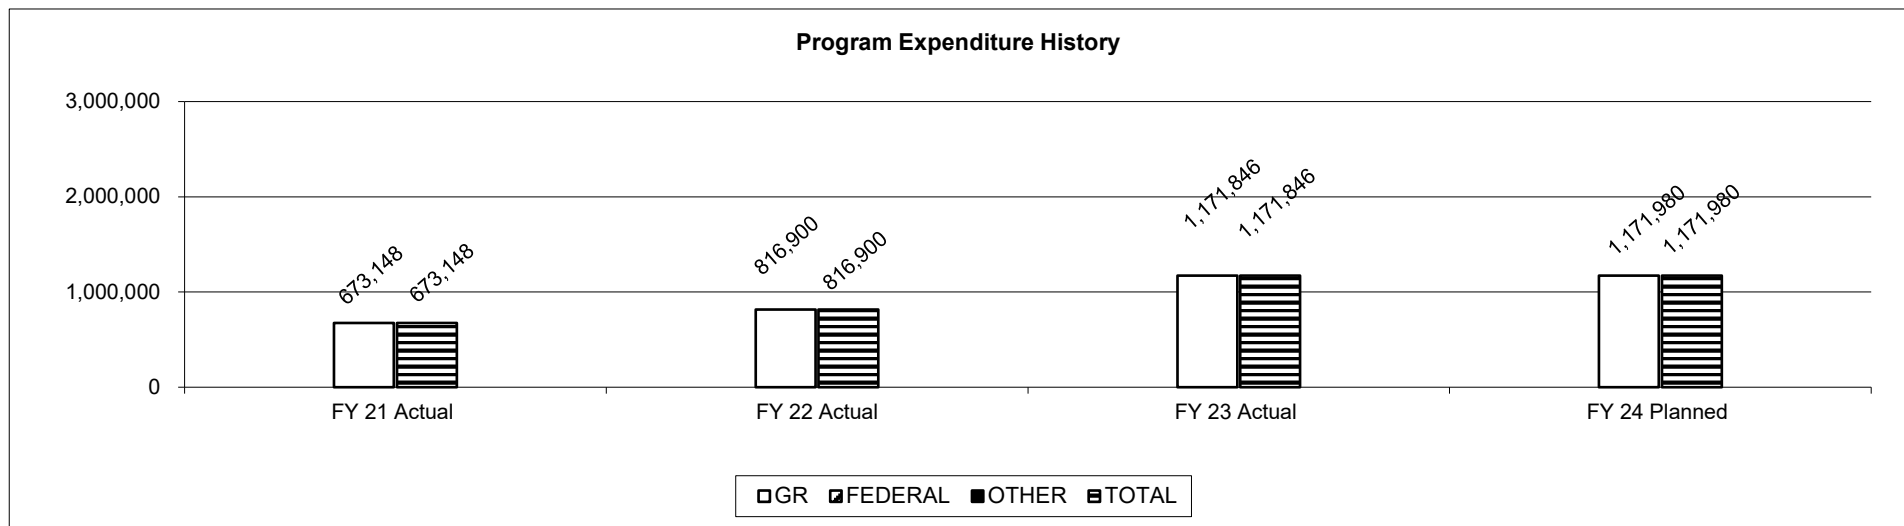 Program Expenditure History
3,000,000
2,000,000
1,000,000
0
673,148
673,148
816,900
816,900
1,171,846
1,171,846
1,171,980
1,171,980
FY 21 Actual
FY 22 Actual
FY 23 Actual
FY 24 Planned
GR FEDERAL OTHER TOTAL